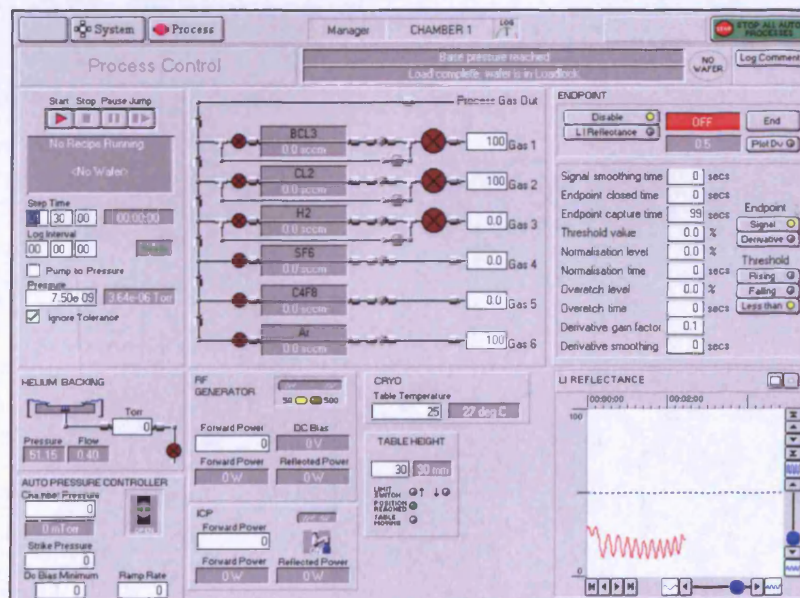 System
Process
Manager
CHAMBER 1
LOG
STOP ALL AUTO
PROCESSES
Process Control
Base pressure reached
Load complete, wafer is in Loadlock
NO
WAFER
Log Comment
Start Stop Pause Jump
No Recipe Running
<No Wafer>
Step Time
30 00
00:00:00
Log Interval
00 00 00
Pump to Pressure
Pressure
7.50e-09
3.64e-06 Torr
Ignore Tolerance
Process Gas Out
BCL3
0.0 sccm
100 Gas 1
CL2
0.0 sccm
100 Gas 2
H2
0.0 sccm
0.0 Gas 3
SF6
0.0 sccm
0.0 Gas 4
C4F8
0.0 sccm
0.0 Gas 5
Ar
0.0 sccm
100 Gas 6
ENDPOINT
Disable
OFF
End
LI Reflectance
0.5
Plot Dv
Signal smoothing time 0 secs
Endpoint closed time 0 secs
Endpoint capture time 99 secs
Threshold value 0.0 %
Normalisation level 0.0 %
Normalisation time 0 secs
Overetch level 0.0 %
Overetch time 0 secs
Derivative gain factor 0.1
Derivative smoothing 0 secs
Endpoint
Signal
Derivative
Threshold
Rising
Falling
Less than
HELIUM BACKING
Torr
0
Pressure Flow
51.15 0.40
AUTO PRESSURE CONTROLLER
Chamber Pressure
0
0 mTorr
Strike Pressure
0
Dc Bias Minimum
0
Ramp Rate
0
RF
GENERATOR
50 500
Forward Power
0
DC Bias
0 V
Forward Power
0 W
Reflected Power
0 W
ICP
Forward Power
0
Forward Power
0 W
Reflected Power
0 W
CRYO
Table Temperature
25
27 deg C
TABLE HEIGHT
30
30 mm
LIMIT
SWITCH
POSITION
REACHED
TABLE
MOVING
LI REFLECTANCE
00:00:00
00:02:00
100
0